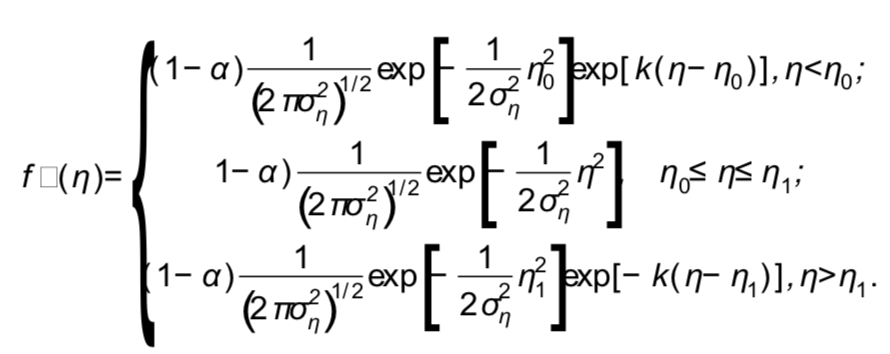 (1−α) 1/(2πσ_η^2)^{1/2} exp[−1/(2σ_η^2) η_0^2] exp[k(η−η_0)], η<η_0;
f□(η)= { 1−α) 1/(2πσ_η^2)^{1/2} exp[−1/(2σ_η^2) η^2], η_0≤η≤η_1;
(1−α) 1/(2πσ_η^2)^{1/2} exp[−1/(2σ_η^2) η_1^2] exp[−k(η−η_1)], η>η_1.